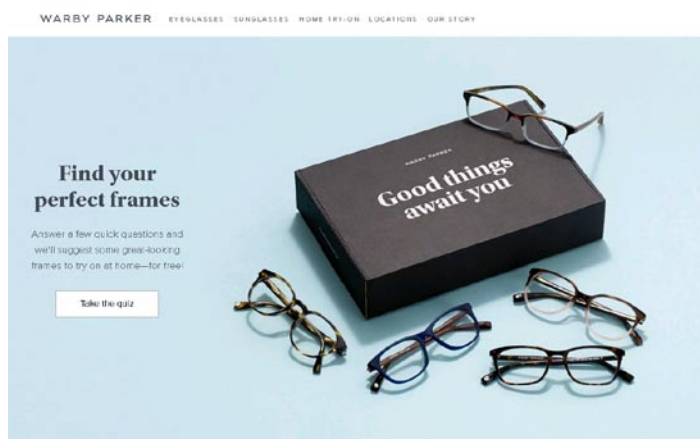 WARBY PARKER EYEGLASSES SUNGLASSES HOME TRY-ON LOCATIONS OUR STORY
WARBY PARKER
Good things
await you
Find your
perfect frames
Answer a few quick questions and
we'll suggest some great-looking
frames to try on at home—for free!
Take the quiz